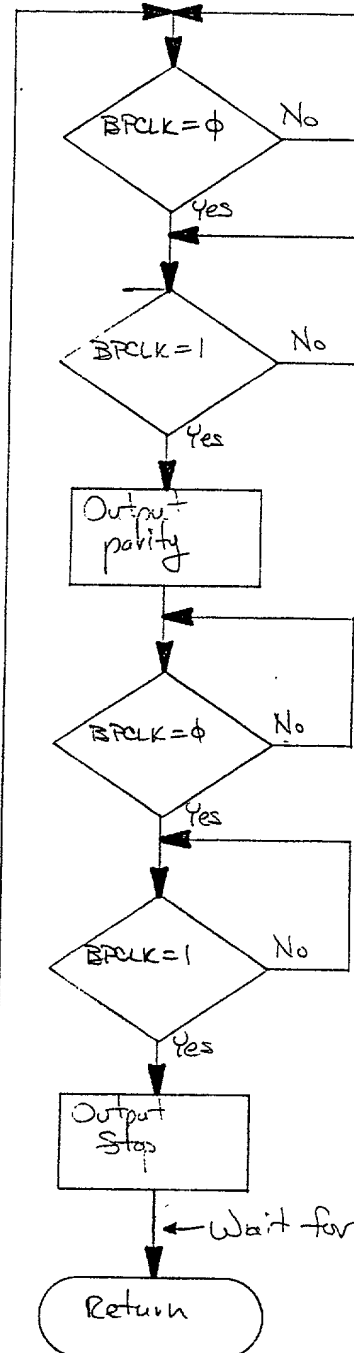 BPCLK=ϕ
No
Yes
BPCLK=1
No
Yes
Output
parity
BPCLK=ϕ
No
Yes
BPCLK=1
No
Yes
Output
Stop
Wait for
Return